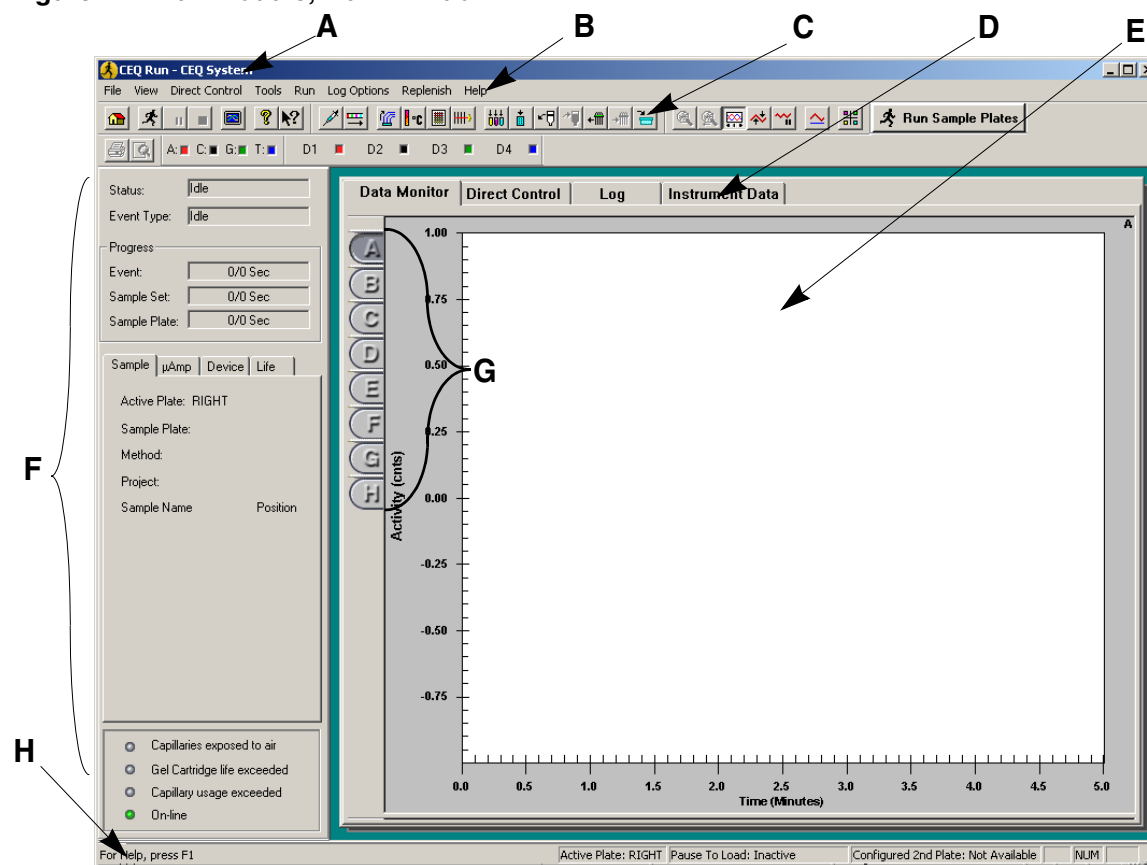 A B C D E
CEQ Run - CEQ System
File View Direct Control Tools Run Log Options Replenish Help
Run Sample Plates
A: C: G: T: D1 D2 D3 D4
Status: Idle
Event Type: Idle
Progress
Event: 0/0 Sec
Sample Set: 0/0 Sec
Sample Plate: 0/0 Sec
Sample µAmp Device Life
Active Plate: RIGHT
Sample Plate:
Method:
Project:
Sample Name Position
F
Capillaries exposed to air
Gel Cartridge life exceeded
Capillary usage exceeded
On-line
H
Data Monitor Direct Control Log Instrument Data
A
A
B
C
D
E
F
G
H
G
1.00
0.75
0.50
0.25
0.00
-0.25
-0.50
-0.75
Activity (cnts)
0.0 0.5 1.0 1.5 2.0 2.5 3.0 3.5 4.0 4.5 5.0
Time (Minutes)
For Help, press F1 Active Plate: RIGHT Pause To Load: Inactive Configured 2nd Plate: Not Available NUM